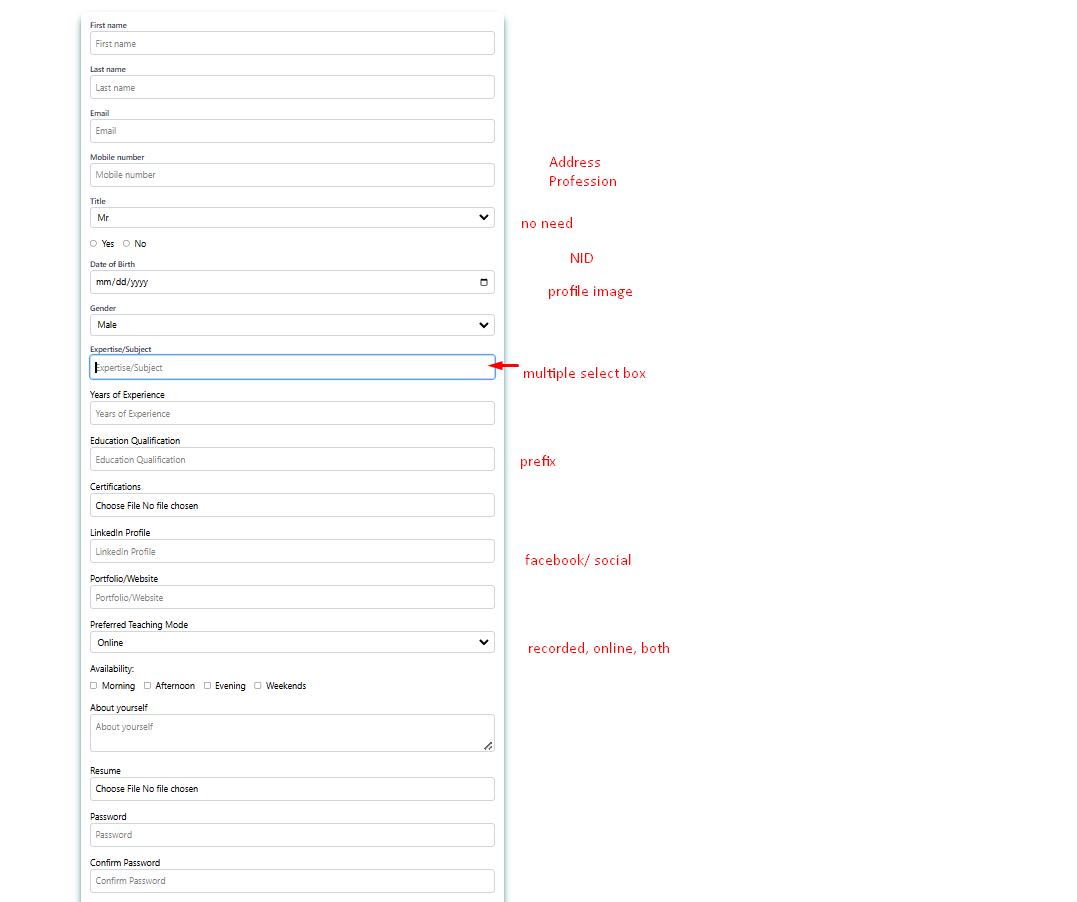 First name
First name
Last name
Last name
Email
Email
Mobile number
Mobile number
Address
Profession
Title
Mr
no need
Yes No
NID
Date of Birth
mm/dd/yyyy
profile image
Gender
Male
Expertise/Subject
Expertise/Subject
multiple select box
Years of Experience
Years of Experience
Education Qualification
Education Qualification
prefix
Certifications
Choose File No file chosen
LinkedIn Profile
LinkedIn Profile
facebook/ social
Portfolio/Website
Portfolio/Website
Preferred Teaching Mode
Online
recorded, online, both
Availability:
Morning Afternoon Evening Weekends
About yourself
About yourself
Resume
Choose File No file chosen
Password
Password
Confirm Password
Confirm Password